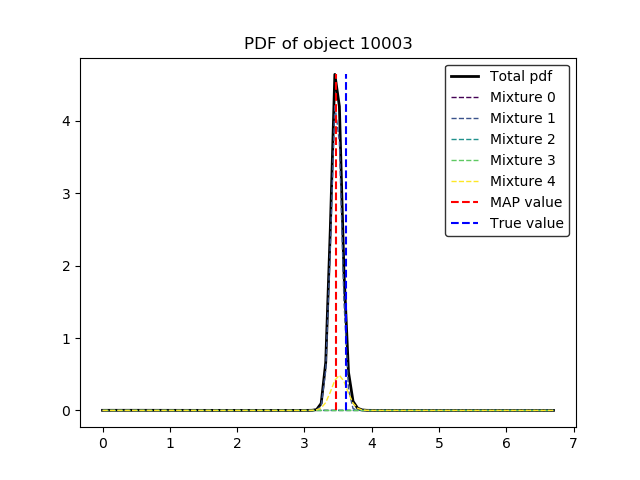 PDF of object 10003
Total pdf
Mixture 0
Mixture 1
Mixture 2
Mixture 3
Mixture 4
MAP value
True value
4
3
2
1
0
0 1 2 3 4 5 6 7